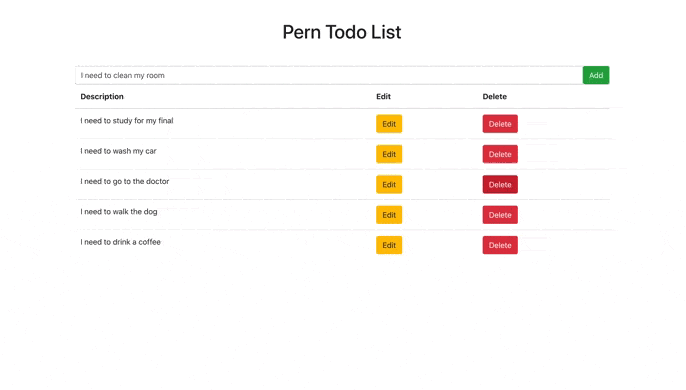 Pern Todo List
I need to clean my room Add
Description Edit Delete
I need to study for my final Edit Delete
I need to wash my car Edit Delete
I need to go to the doctor Edit Delete
I need to walk the dog Edit Delete
I need to drink a coffee Edit Delete